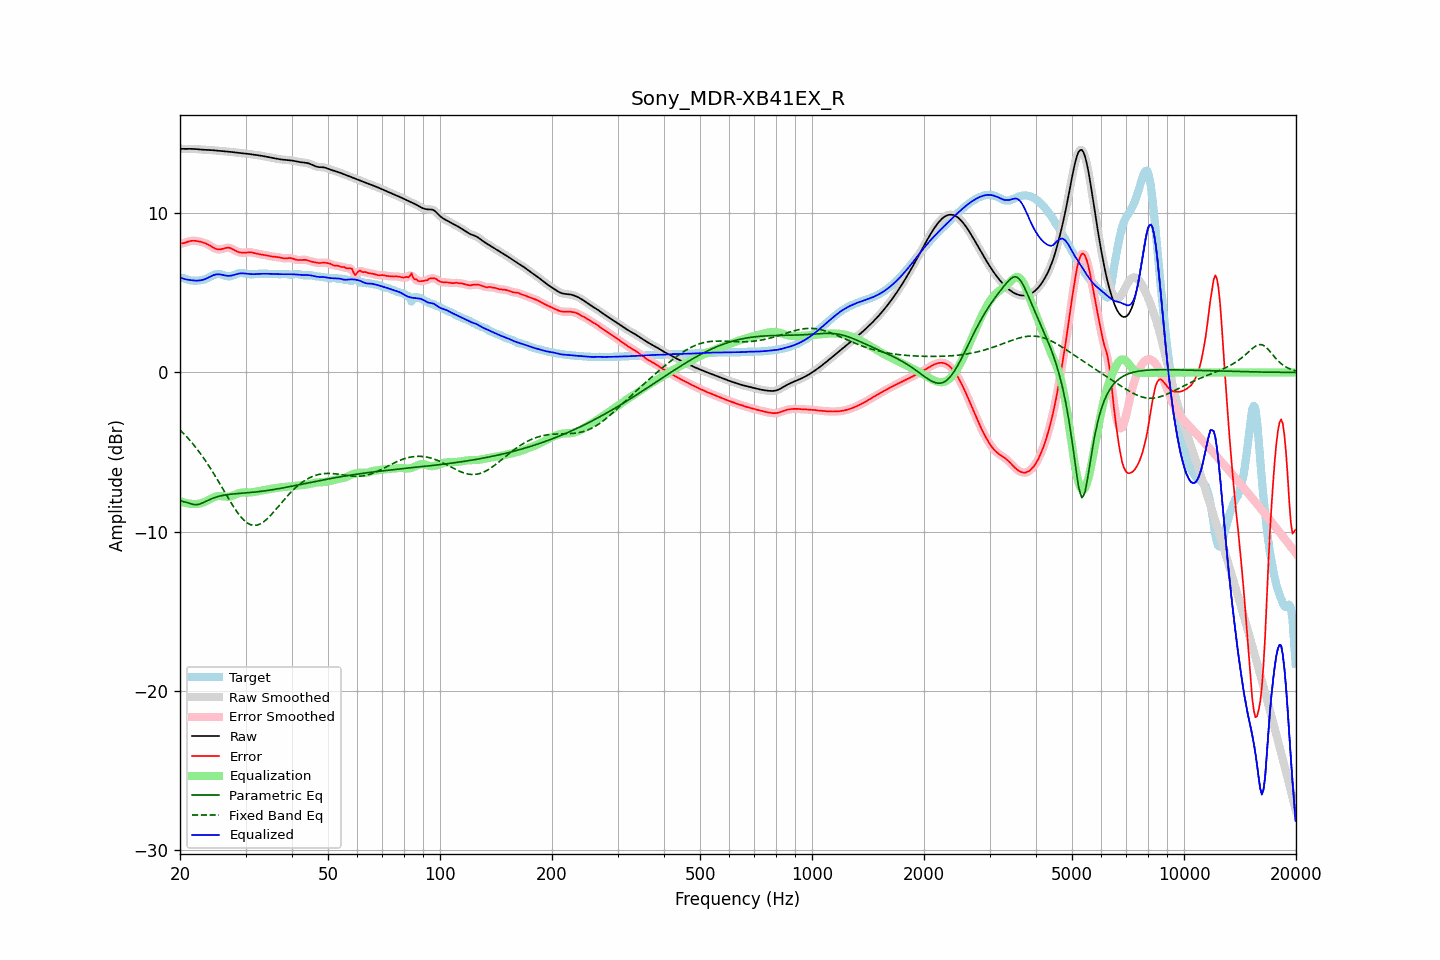 Sony_MDR-XB41EX_R
Amplitude (dBr)
10
0
−10
−20
−30
Target
Raw Smoothed
Error Smoothed
Raw
Error
Equalization
Parametric Eq
Fixed Band Eq
Equalized
20 50 100 200 500 1000 2000 5000 10000 20000
Frequency (Hz)